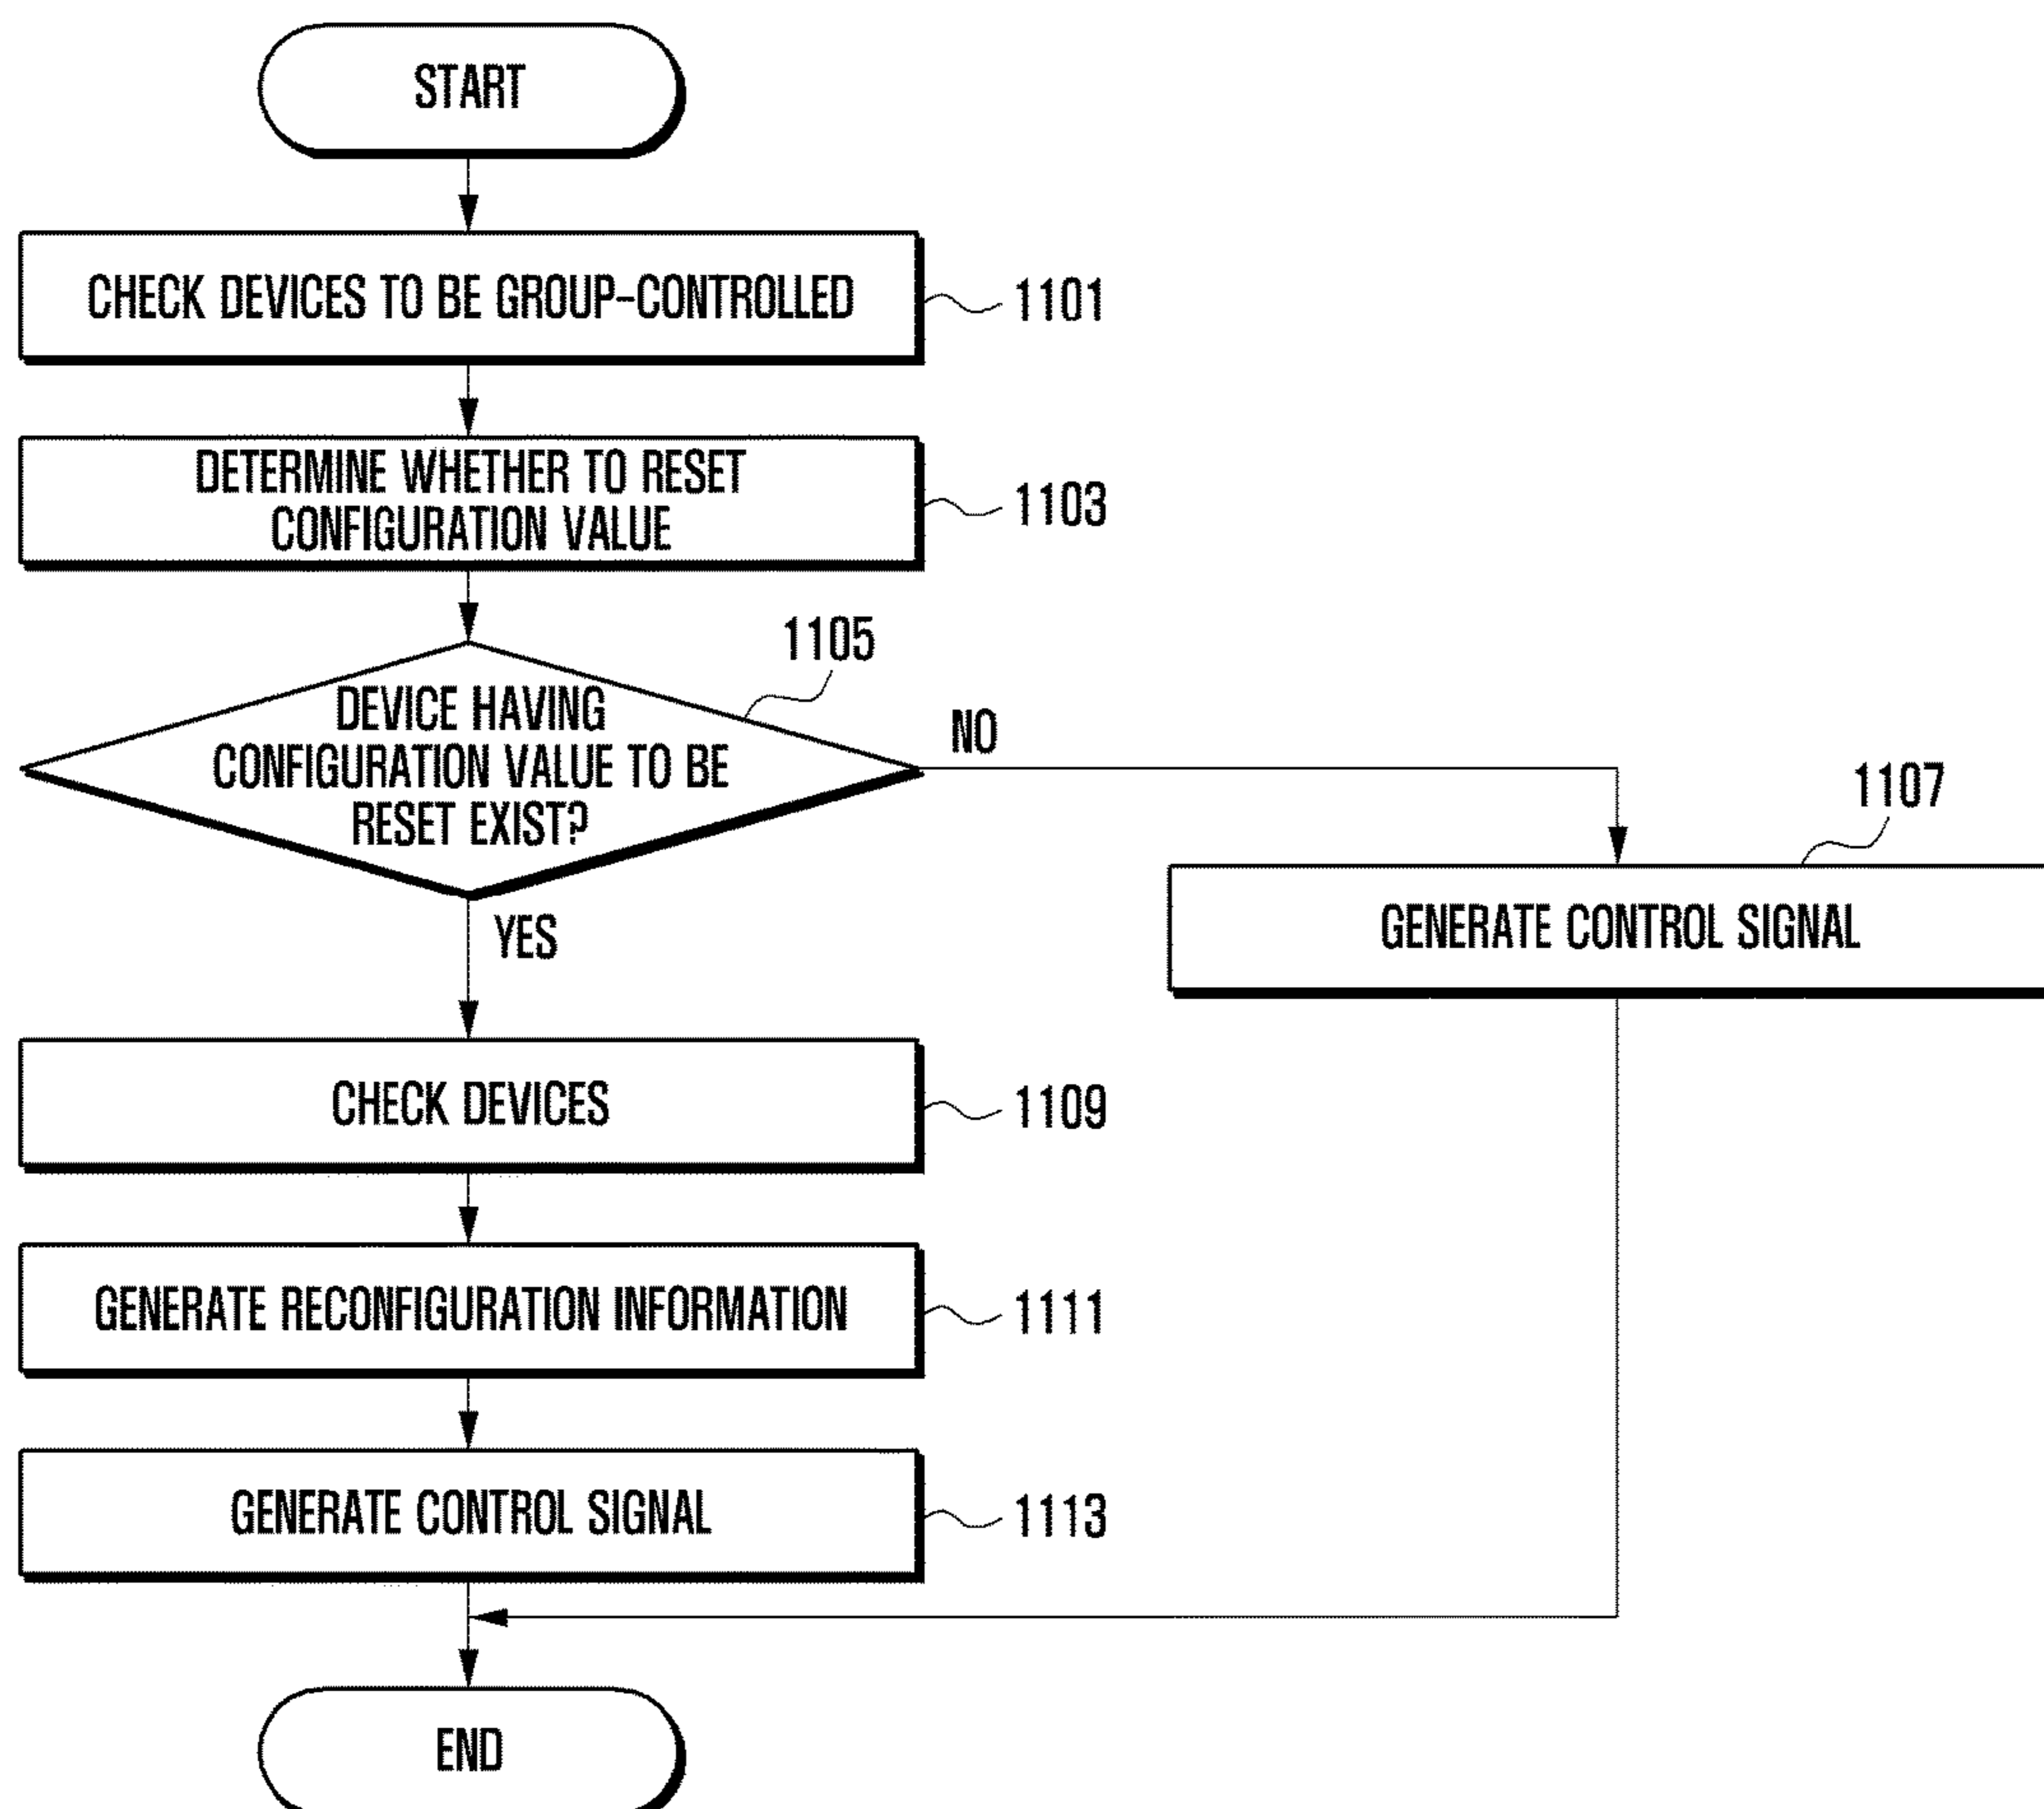 START
CHECK DEVICES TO BE GROUP-CONTROLLED
1101
DETERMINE WHETHER TO RESET
CONFIGURATION VALUE
1103
1105
DEVICE HAVING
CONFIGURATION VALUE TO BE
RESET EXIST?
NO
1107
GENERATE CONTROL SIGNAL
YES
CHECK DEVICES
1109
GENERATE RECONFIGURATION INFORMATION
1111
GENERATE CONTROL SIGNAL
1113
END